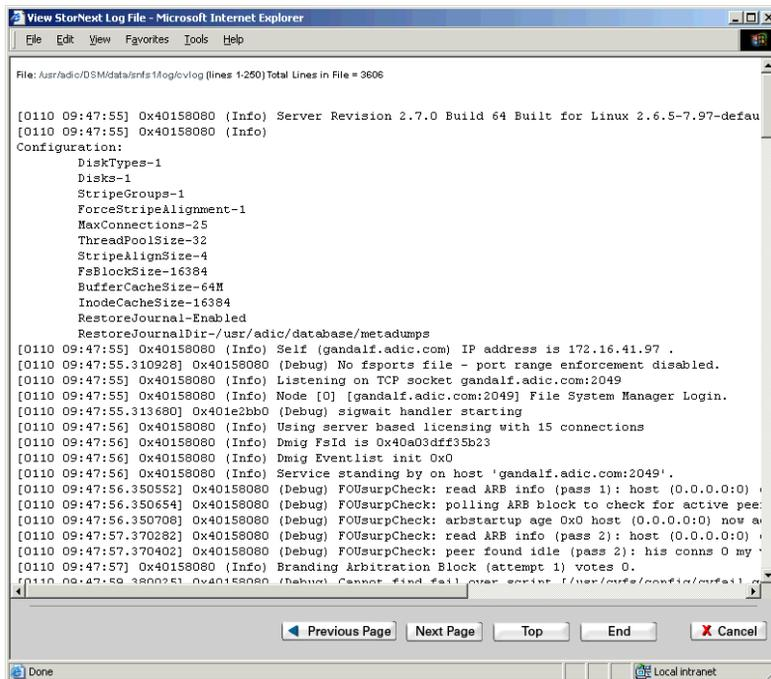 View StorNext Log File - Microsoft Internet Explorer
File Edit View Favorites Tools Help
File: /usr/adic/DSM/data/snfs1/log/cvlog (lines 1-250) Total Lines in File = 3606
[0110 09:47:55] 0x40158080 (Info) Server Revision 2.7.0 Build 64 Built for Linux 2.6.5-7.97-defau
[0110 09:47:55] 0x40158080 (Info)
Configuration:
DiskTypes-1
Disks-1
StripeGroups-1
ForceStripeAlignment-1
MaxConnections-25
ThreadPoolSize-32
StripeAlignSize-4
FsBlockSize-16384
BufferCacheSize-64M
InodeCacheSize-16384
RestoreJournal-Enabled
RestoreJournalDir-/usr/adic/database/metadumps
[0110 09:47:55] 0x40158080 (Info) Self (gandalf.adic.com) IP address is 172.16.41.97 .
[0110 09:47:55.310928] 0x40158080 (Debug) No fsports file - port range enforcement disabled.
[0110 09:47:55] 0x40158080 (Info) Listening on TCP socket gandalf.adic.com:2049
[0110 09:47:55] 0x40158080 (Info) Node [0] [gandalf.adic.com:2049] File System Manager Login.
[0110 09:47:55.313680] 0x401e2bb0 (Debug) sigwait handler starting
[0110 09:47:56] 0x40158080 (Info) Using server based licensing with 15 connections
[0110 09:47:56] 0x40158080 (Info) Dmig FsId is 0x40a03dff35b23
[0110 09:47:56] 0x40158080 (Info) Dmig Eventlist init 0x0
[0110 09:47:56] 0x40158080 (Info) Service standing by on host 'gandalf.adic.com:2049'.
[0110 09:47:56.350552] 0x40158080 (Debug) FOUsurpCheck: read ARB info (pass 1): host (0.0.0.0:0)
[0110 09:47:56.350654] 0x40158080 (Debug) FOUsurpCheck: polling ARB block to check for active pee
[0110 09:47:56.350708] 0x40158080 (Debug) FOUsurpCheck: arbstartup age 0x0 host (0.0.0.0:0) now a
[0110 09:47:57.370282] 0x40158080 (Debug) FOUsurpCheck: read ARB info (pass 2): host (0.0.0.0:0)
[0110 09:47:57.370402] 0x40158080 (Debug) FOUsurpCheck: peer found idle (pass 2): his conns 0 my
[0110 09:47:57] 0x40158080 (Info) Branding Arbitration Block (attempt 1) votes 0.
[0110 09:47:59.380025] 0x40158080 (Debug) Cannot find fail over script [/usr/cvfs/config/cvfail
Previous Page Next Page Top End X Cancel
Done Local intranet